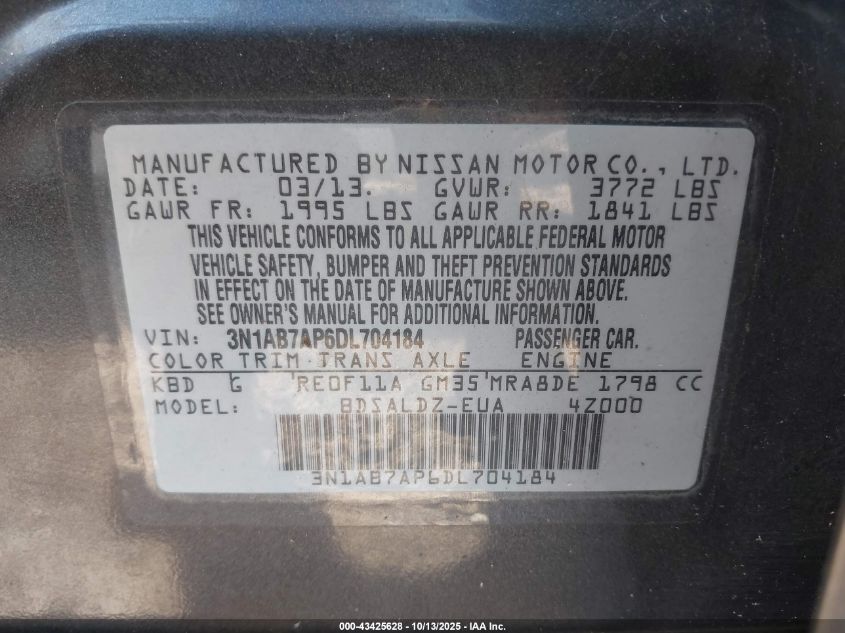 MANUFACTURED BY NISSAN MOTOR CO., LTD.
DATE: 03/13. GVWR: 3772 LBS
GAWR FR: 1995 LBS GAWR RR: 1841 LBS
THIS VEHICLE CONFORMS TO ALL APPLICABLE FEDERAL MOTOR
VEHICLE SAFETY, BUMPER AND THEFT PREVENTION STANDARDS
IN EFFECT ON THE DATE OF MANUFACTURE SHOWN ABOVE.
SEE OWNER'S MANUAL FOR ADDITIONAL INFORMATION.
VIN: 3N1AB7AP6DL704184 PASSENGER CAR.
COLOR TRIM TRANS AXLE ENGINE
KBD G RE0F11A GM35 MRA8DE 1798 CC
MODEL: BDSALDZ-EUA 4Z000
3N1AB7AP6DL704184
000-43425628 - 10/13/2025 - IAA Inc.